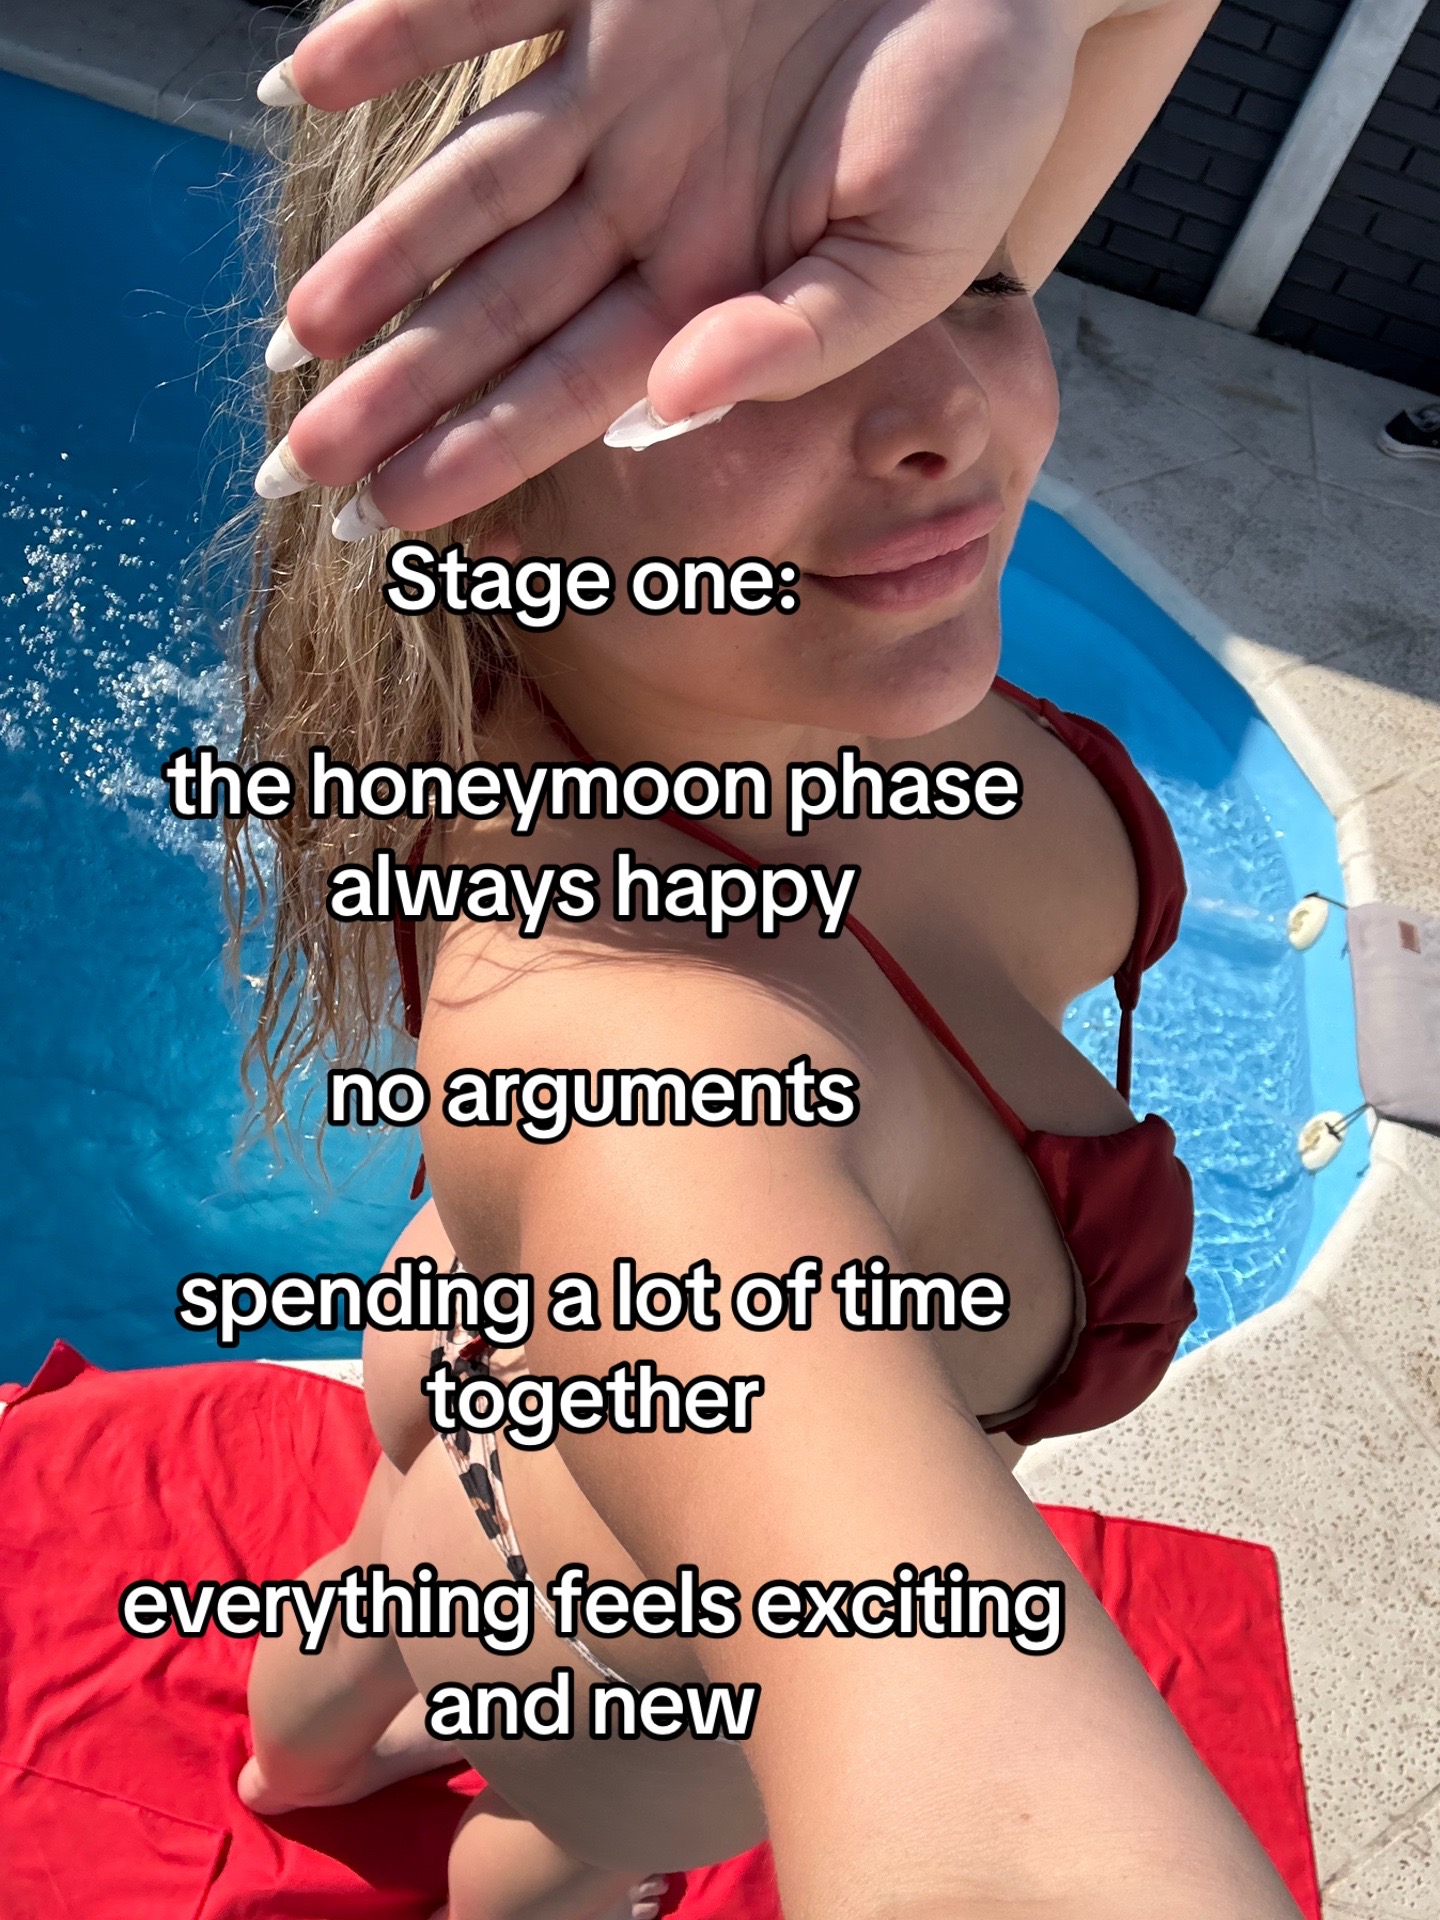 Stage one:
the honeymoon phase
always happy
no arguments
spending a lot of time
together
everything feels exciting
and new